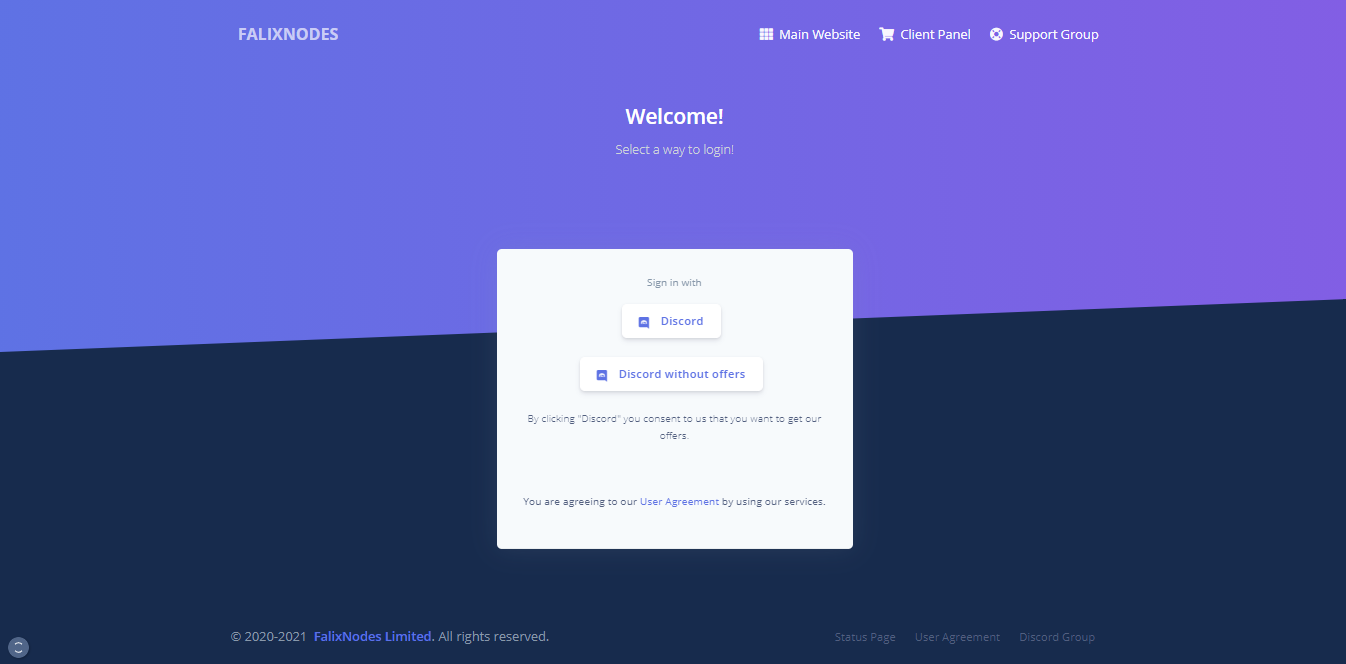 FALIXNODES
Main Website
Client Panel
Support Group
Welcome!
Select a way to login!
Sign in with
Discord
Discord without offers
By clicking "Discord" you consent to us that you want to get our
offers.
You are agreeing to our User Agreement by using our services.
© 2020-2021 FalixNodes Limited. All rights reserved.
Status Page
User Agreement
Discord Group